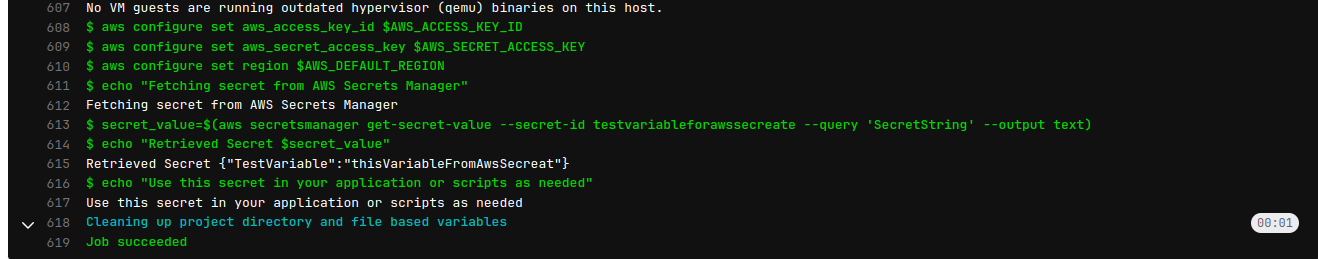 607 No VM guests are running outdated hypervisor (qemu) binaries on this host.
608 $ aws configure set aws_access_key_id $AWS_ACCESS_KEY_ID
609 $ aws configure set aws_secret_access_key $AWS_SECRET_ACCESS_KEY
610 $ aws configure set region $AWS_DEFAULT_REGION
611 $ echo "Fetching secret from AWS Secrets Manager"
612 Fetching secret from AWS Secrets Manager
613 $ secret_value=$(aws secretsmanager get-secret-value --secret-id testvariableforawssecreate --query 'SecretString' --output text)
614 $ echo "Retrieved Secret $secret_value"
615 Retrieved Secret {"TestVariable":"thisVariableFromAwsSecreat"}
616 $ echo "Use this secret in your application or scripts as needed"
617 Use this secret in your application or scripts as needed
618 Cleaning up project directory and file based variables 00:01
619 Job succeeded